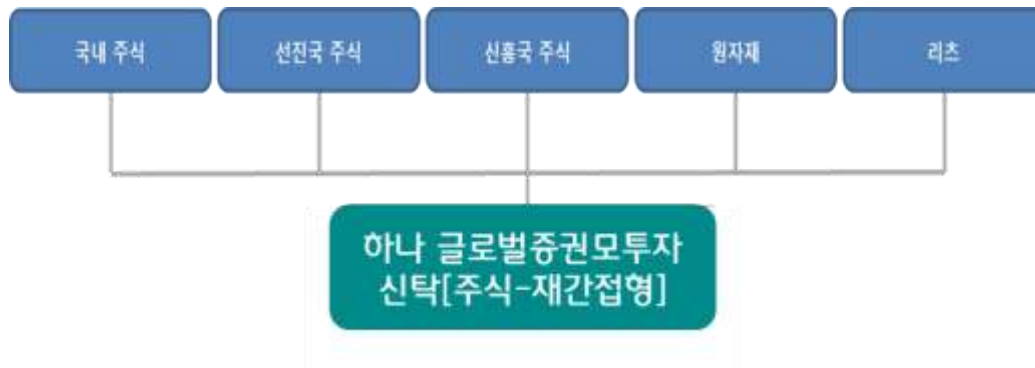 국내 주식
선진국 주식
신흥국 주식
원자재
리츠
하나 글로벌증권모투자
신탁[주식-재간접형]